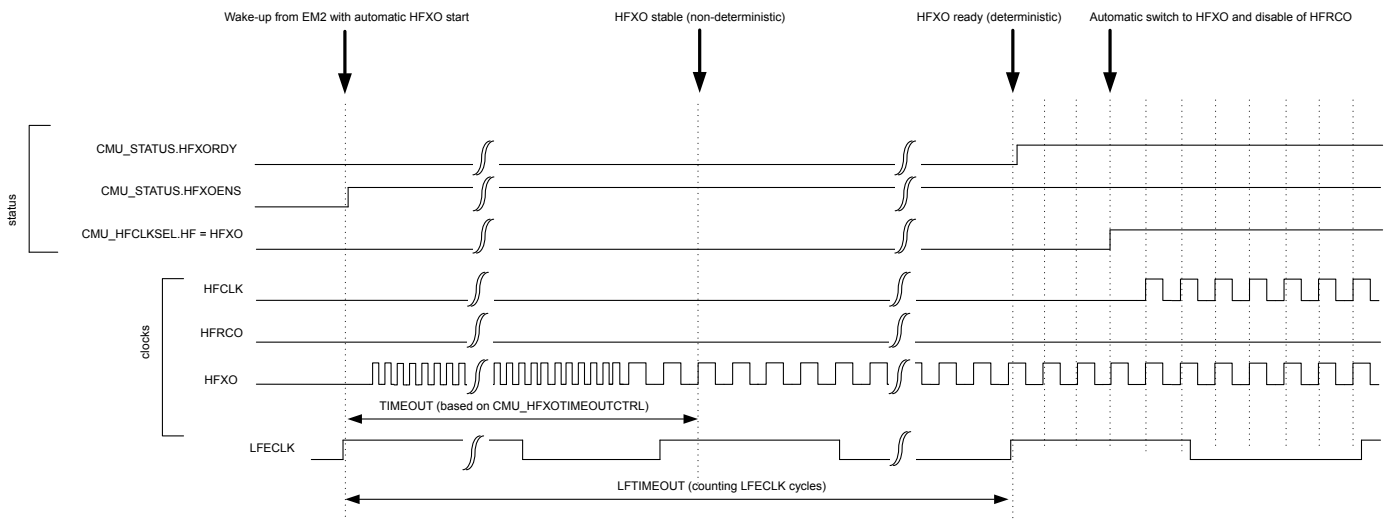 Wake-up from EM2 with automatic HFXO start
HFXO stable (non-deterministic)
HFXO ready (deterministic)
Automatic switch to HFXO and disable of HFRCO
status
CMU_STATUS.HFXORDY
CMU_STATUS.HFXOENS
CMU_HFCLKSEL.HF = HFXO
clocks
HFCLK
HFRCO
HFXO
TIMEOUT (based on CMU_HFXOTIMEOUTCTRL)
LFECLK
LFTIMEOUT (counting LFECLK cycles)